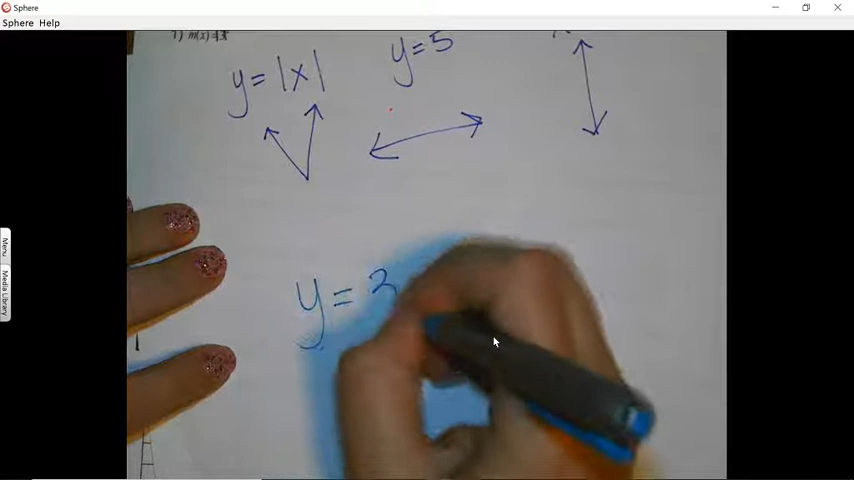 Sphere
Sphere Help
y = |x|
y = 5
y = 3
Menu
Media Library